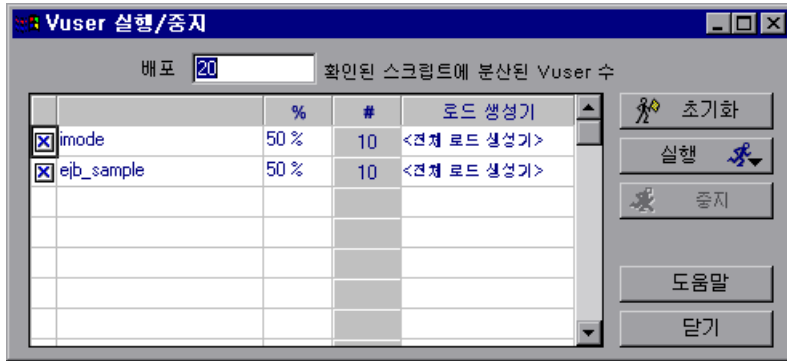 Vuser 실행/중지
배포 20 확인된 스크립트에 분산된 Vuser 수
% # 로드 생성기
imode 50 % 10 <전체 로드 생성기>
ejb_sample 50 % 10 <전체 로드 생성기>
초기화
실행
중지
도움말
닫기